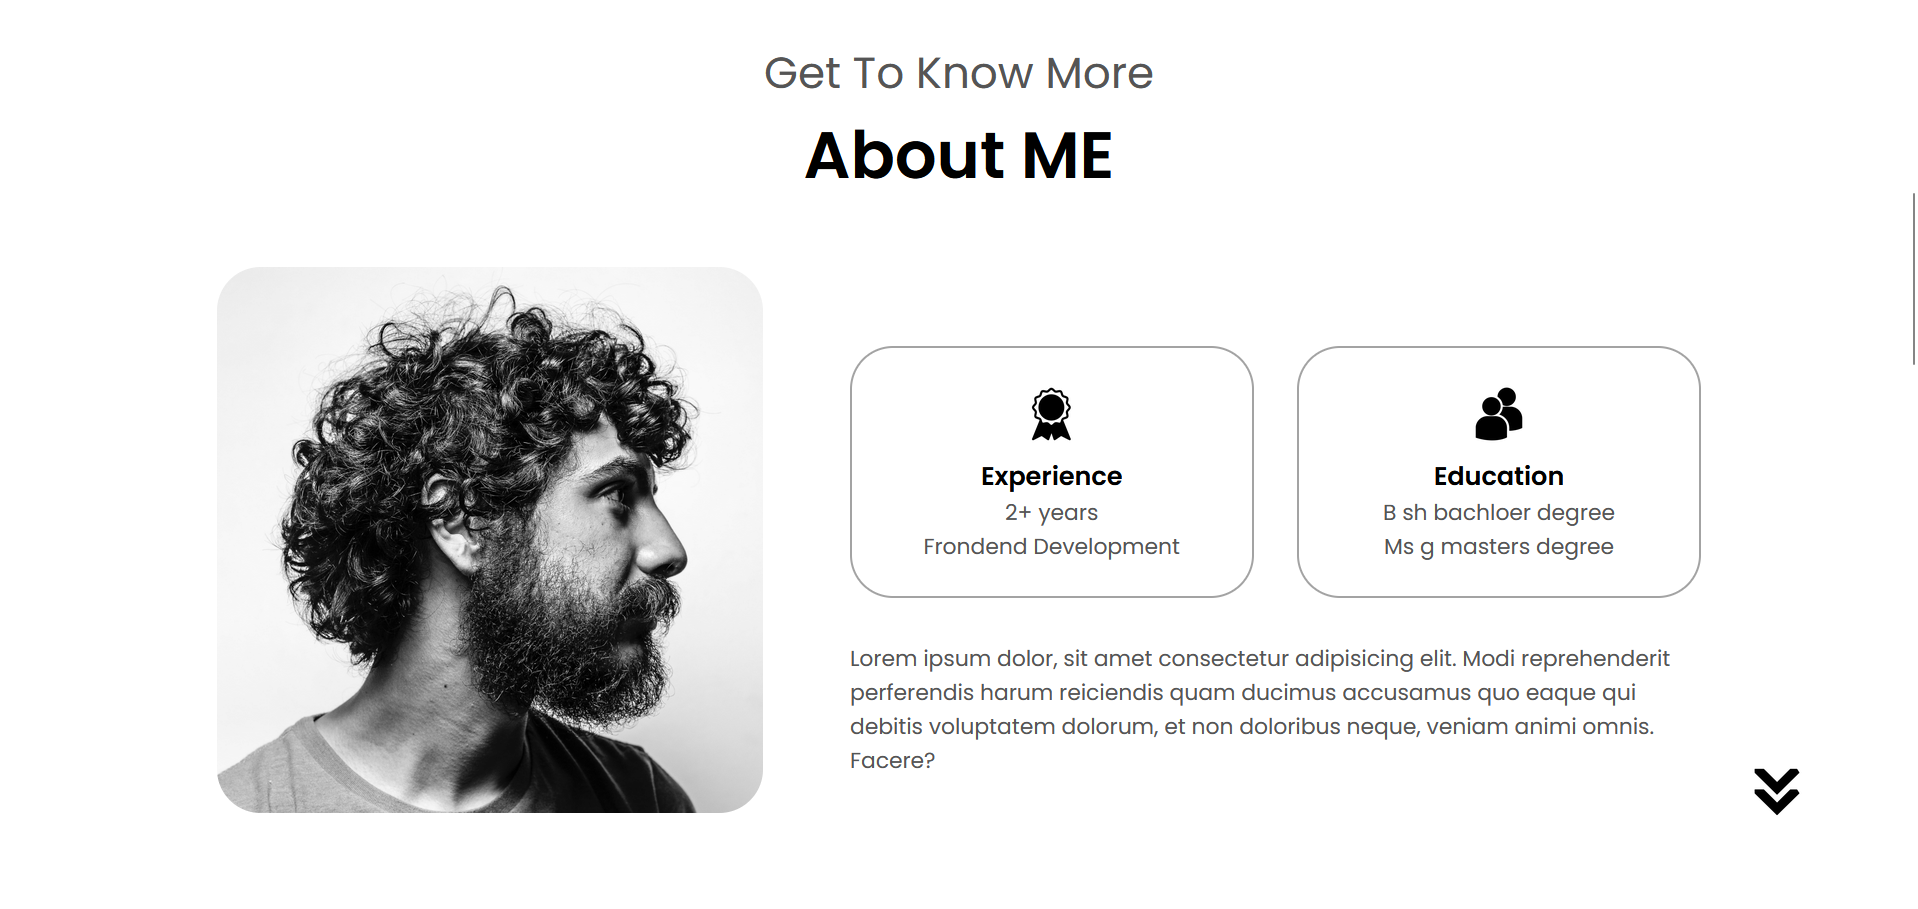 Get To Know More
About ME
Experience
2+ years
Frondend Development
Education
B sh bachloer degree
Ms g masters degree
Lorem ipsum dolor, sit amet consectetur adipisicing elit. Modi reprehenderit
perferendis harum reiciendis quam ducimus accusamus quo eaque qui
debitis voluptatem dolorum, et non doloribus neque, veniam animi omnis.
Facere?